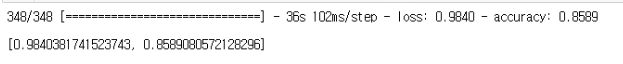 348/348 [==============================] - 36s 102ms/step - loss: 0.9840 - accuracy: 0.8589
[0.9840381741523743, 0.8589080572128296]